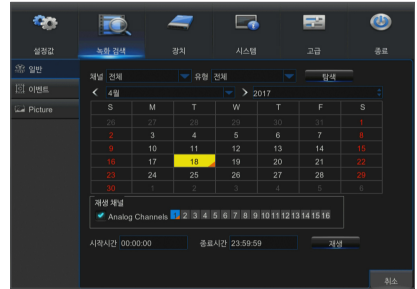 설정값 녹화 검색 장치 시스템 고급 종료
일반
이벤트
Picture
채널 전체 유형 전체 탐색
4월 2017
S M T W T F S
26 27 28 29 30 31 1
2 3 4 5 6 7 8
9 10 11 12 13 14 15
16 17 18 19 20 21 22
23 24 25 26 27 28 29
30 1 2 3 4 5 6
재생 채널
Analog Channels 1 2 3 4 5 6 7 8 9 10 11 12 13 14 15 16
시작시간 00:00:00 종료시간 23:59:59 재생
취소